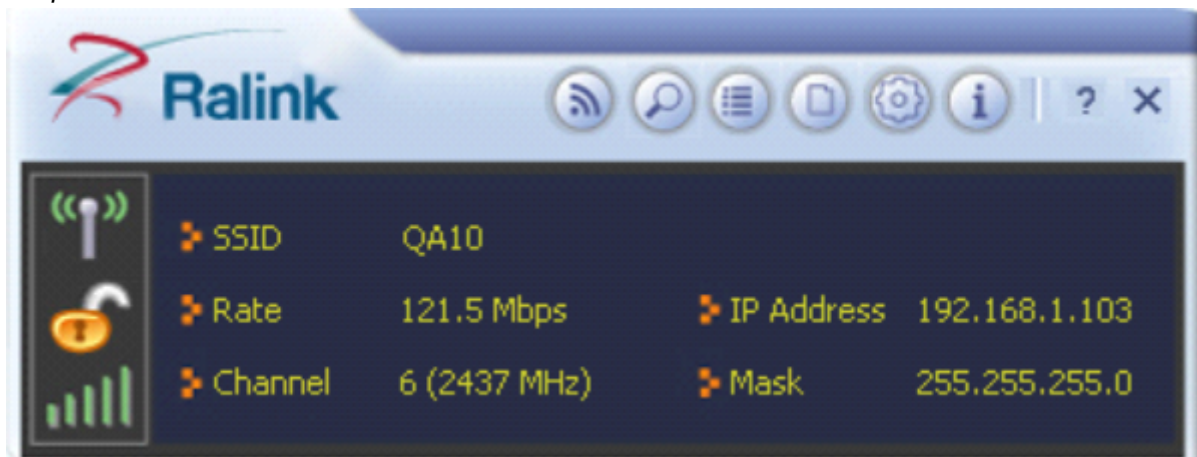 Ralink
? ×
SSID QA10
Rate 121.5 Mbps IP Address 192.168.1.103
Channel 6 (2437 MHz) Mask 255.255.255.0